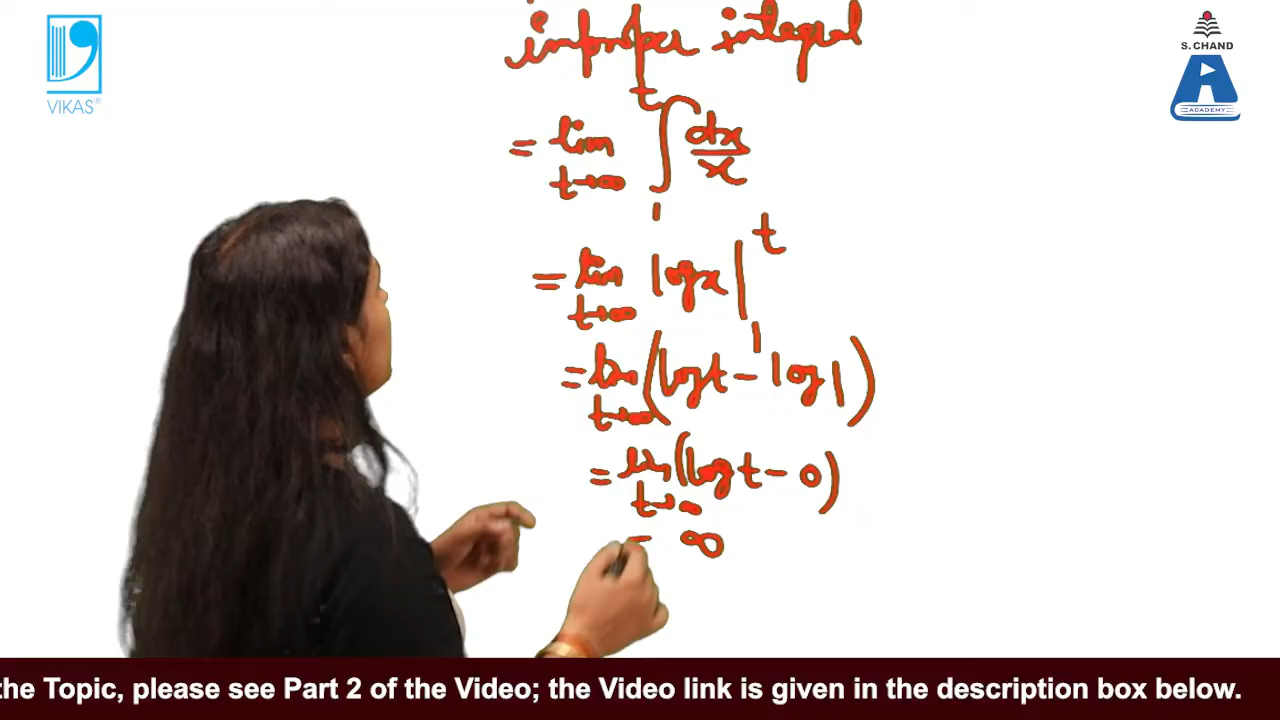 VIKAS®
S. CHAND
ACADEMY
improper integral
= lim t→∞ ∫₁ᵗ dx/x
= lim t→∞ |log x|₁ᵗ
= lim t→∞ (log t − log 1)
= lim t→∞ (log t − 0)
= ∞
the Topic, please see Part 2 of the Video; the Video link is given in the description box below.